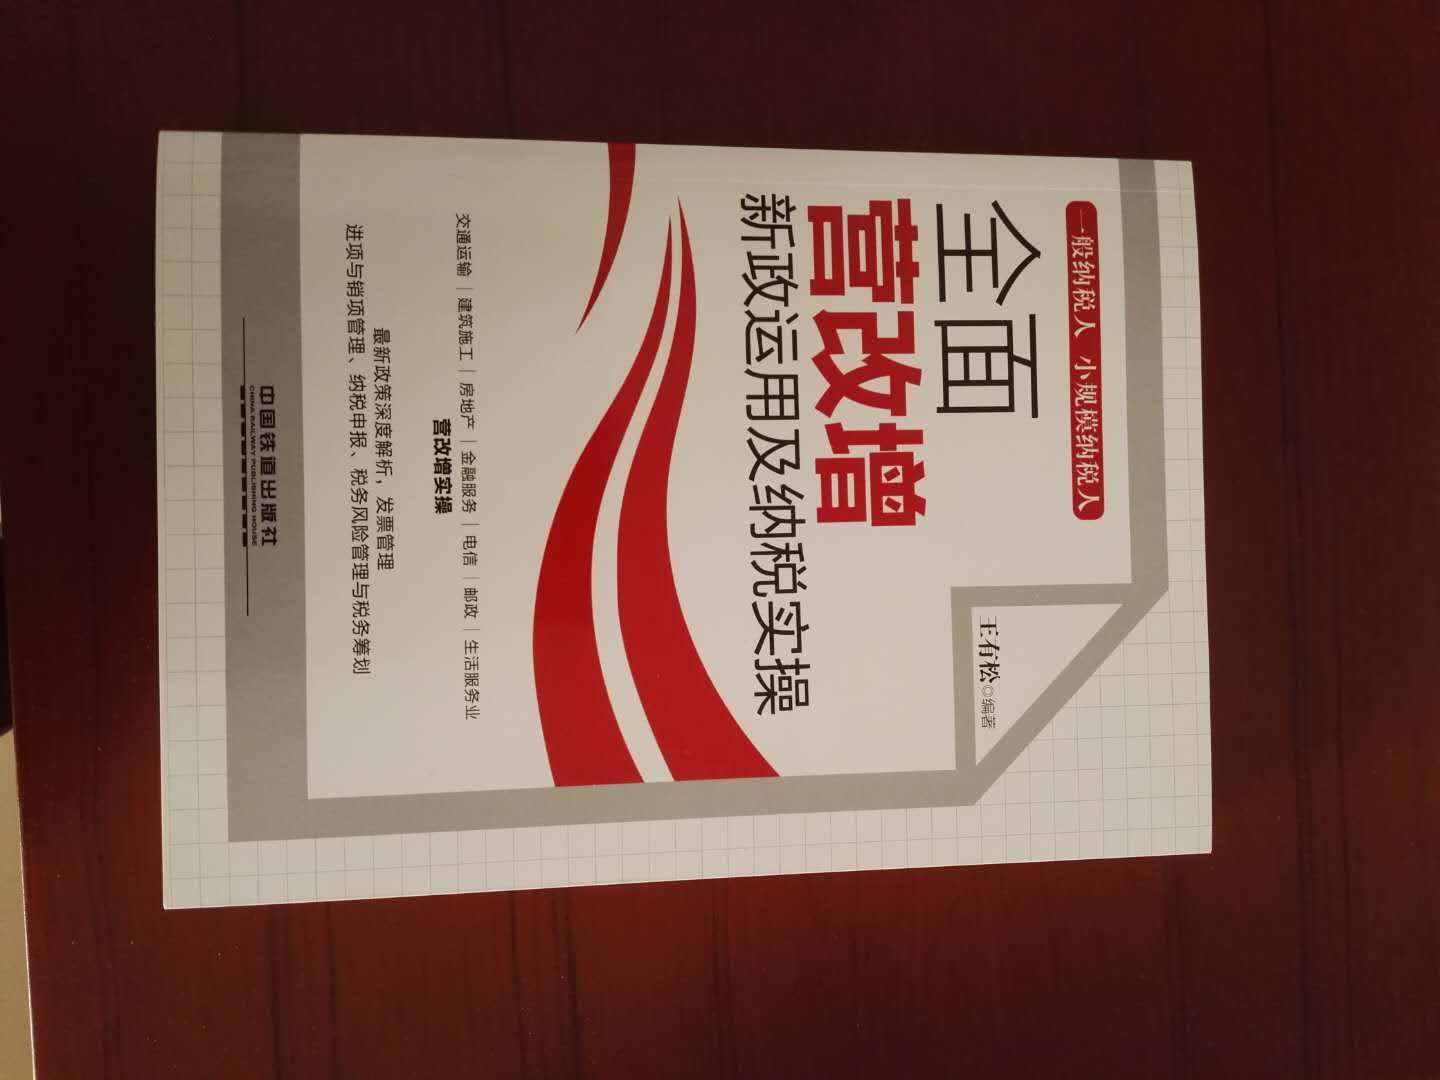 一般纳税人 小规模纳税人
全面
营改增
新政运用及纳税实操
王有松◎编著
交通运输｜建筑施工｜房地产｜金融服务｜电信｜邮政｜生活服务业
营改增实操
最新政策深度解析，发票管理
进项与销项管理、纳税申报、税务风险管理与税务筹划
中国铁道出版社
CHINA RAILWAY PUBLISHING HOUSE